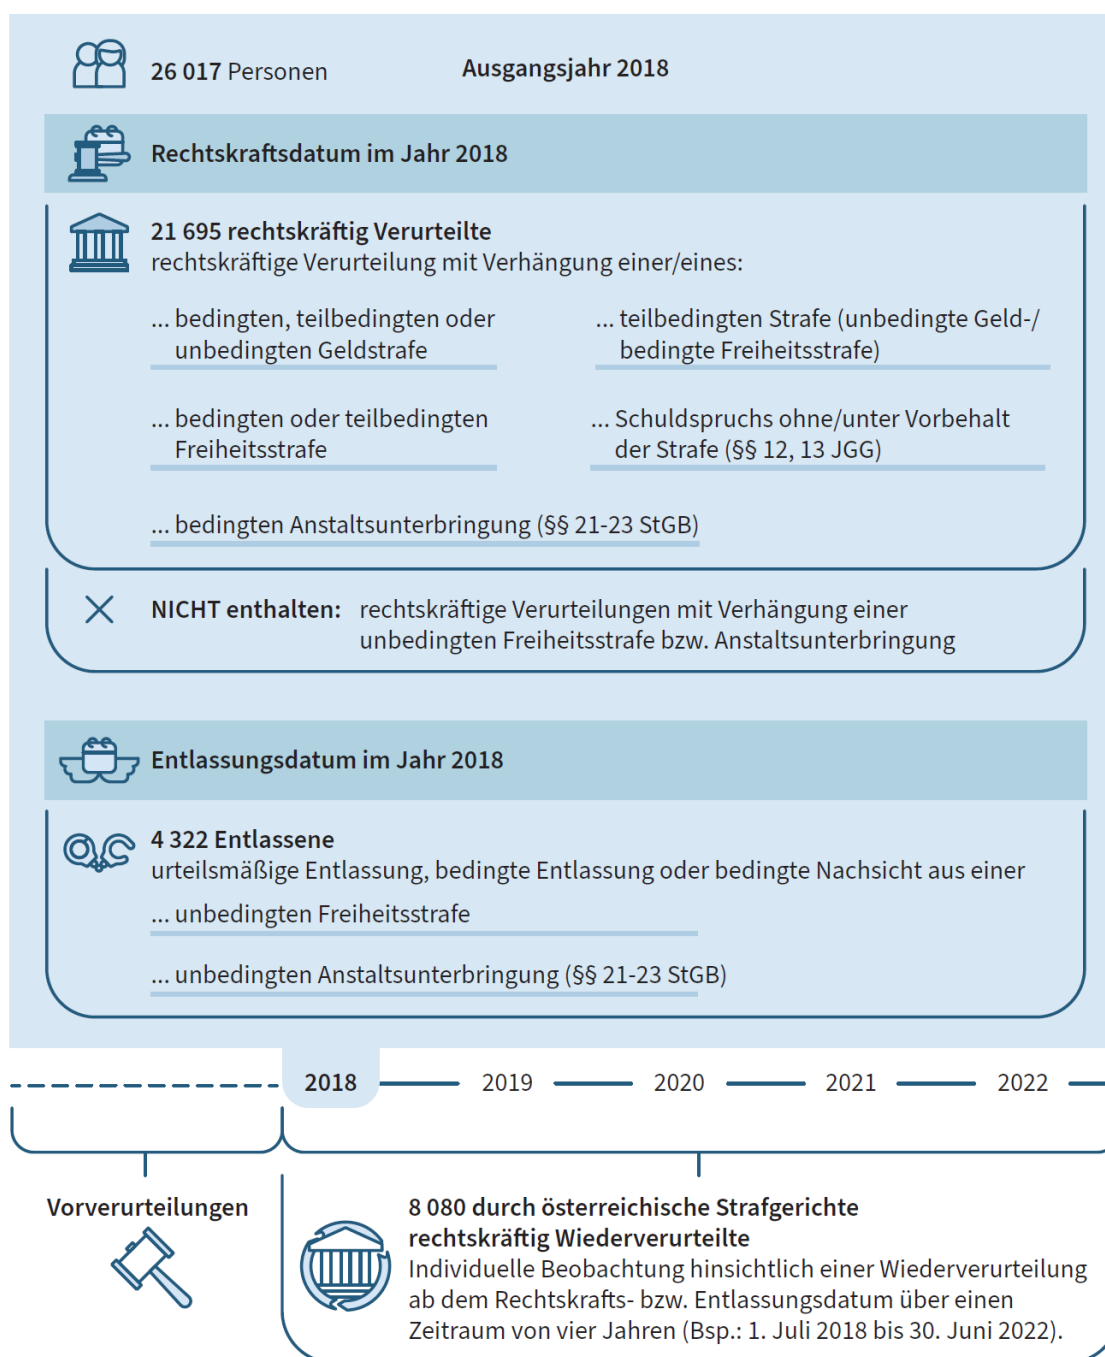 26 017 Personen
Ausgangsjahr 2018
Rechtskraftsdatum im Jahr 2018
21 695 rechtskräftig Verurteilte
rechtskräftige Verurteilung mit Verhängung einer/eines:
... bedingten, teilbedingten oder
unbedingten Geldstrafe
... teilbedingten Strafe (unbedingte Geld-/
bedingte Freiheitsstrafe)
... bedingten oder teilbedingten
Freiheitsstrafe
... Schuldspruchs ohne/unter Vorbehalt
der Strafe (§§ 12, 13 JGG)
... bedingten Anstaltsunterbringung (§§ 21-23 StGB)
NICHT enthalten: rechtskräftige Verurteilungen mit Verhängung einer
unbedingten Freiheitsstrafe bzw. Anstaltsunterbringung
Entlassungsdatum im Jahr 2018
4 322 Entlassene
urteilsmäßige Entlassung, bedingte Entlassung oder bedingte Nachsicht aus einer
... unbedingten Freiheitsstrafe
... unbedingten Anstaltsunterbringung (§§ 21-23 StGB)
2018 2019 2020 2021 2022
Vorverurteilungen
8 080 durch österreichische Strafgerichte
rechtskräftig Wiederverurteilte
Individuelle Beobachtung hinsichtlich einer Wiederverurteilung
ab dem Rechtskrafts- bzw. Entlassungsdatum über einen
Zeitraum von vier Jahren (Bsp.: 1. Juli 2018 bis 30. Juni 2022).